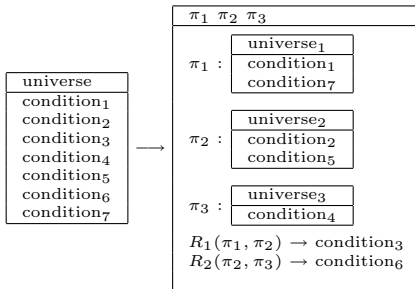 universe
condition₁
condition₂
condition₃
condition₄
condition₅
condition₆
condition₇
→
π₁ π₂ π₃
π₁ :
universe₁
condition₁
condition₇
π₂ :
universe₂
condition₂
condition₅
π₃ :
universe₃
condition₄
R₁(π₁, π₂) → condition₃
R₂(π₂, π₃) → condition₆